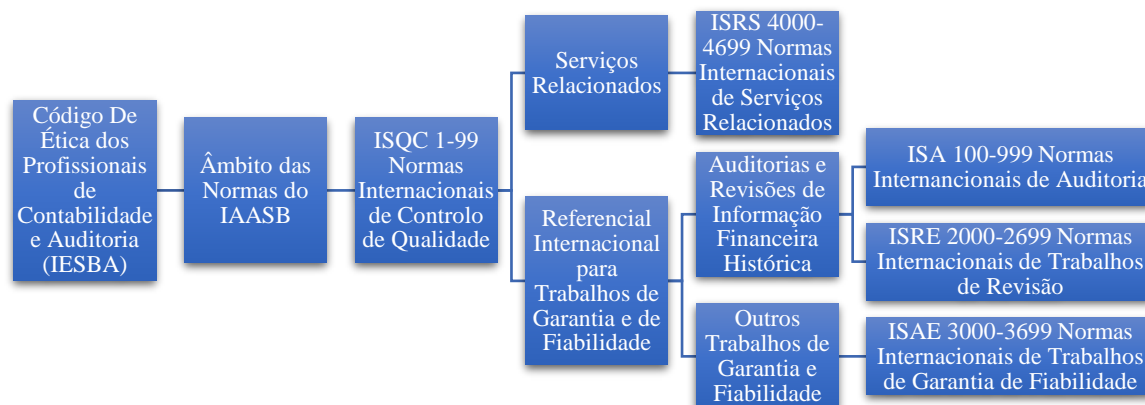 Código De
Ética dos
Profissionais
de
Contabilidade
e Auditoria
(IESBA)
Âmbito das
Normas do
IAASB
ISQC 1-99
Normas
Internacionais
de Controlo
de Qualidade
Serviços
Relacionados
ISRS 4000-
4699 Normas
Internacionais
de Serviços
Relacionados
Referencial
Internacional
para
Trabalhos de
Garantia e de
Fiabilidade
Auditorias e
Revisões de
Informação
Financeira
Histórica
ISA 100-999 Normas
Internancionais de Auditoria
ISRE 2000-2699 Normas
Internacionais de Trabalhos
de Revisão
Outros
Trabalhos de
Garantia e
Fiabilidade
ISAE 3000-3699 Normas
Internacionais de Trabalhos
de Garantia de Fiabilidade